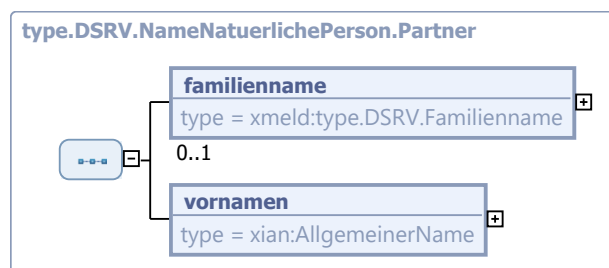 type.DSRV.NameNatuerlichePerson.Partner
familienname
type = xmeld:type.DSRV.Familienname
0..1
vornamen
type = xian:AllgemeinerName